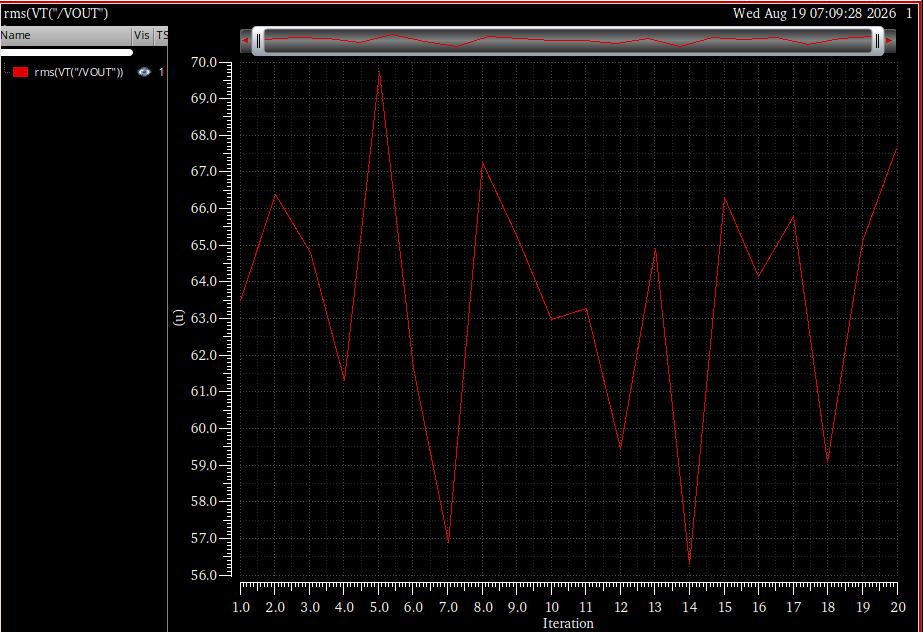 rms(VT("/VOUT")
Wed Aug 19 07:09:28 2026 1
Name Vis TS
rms(VT("/VOUT")) 1
70.0
69.0
68.0
67.0
66.0
65.0
64.0
63.0
62.0
61.0
60.0
59.0
58.0
57.0
56.0
(u)
1.0 2.0 3.0 4.0 5.0 6.0 7.0 8.0 9.0 10 11 12 13 14 15 16 17 18 19 20
Iteration